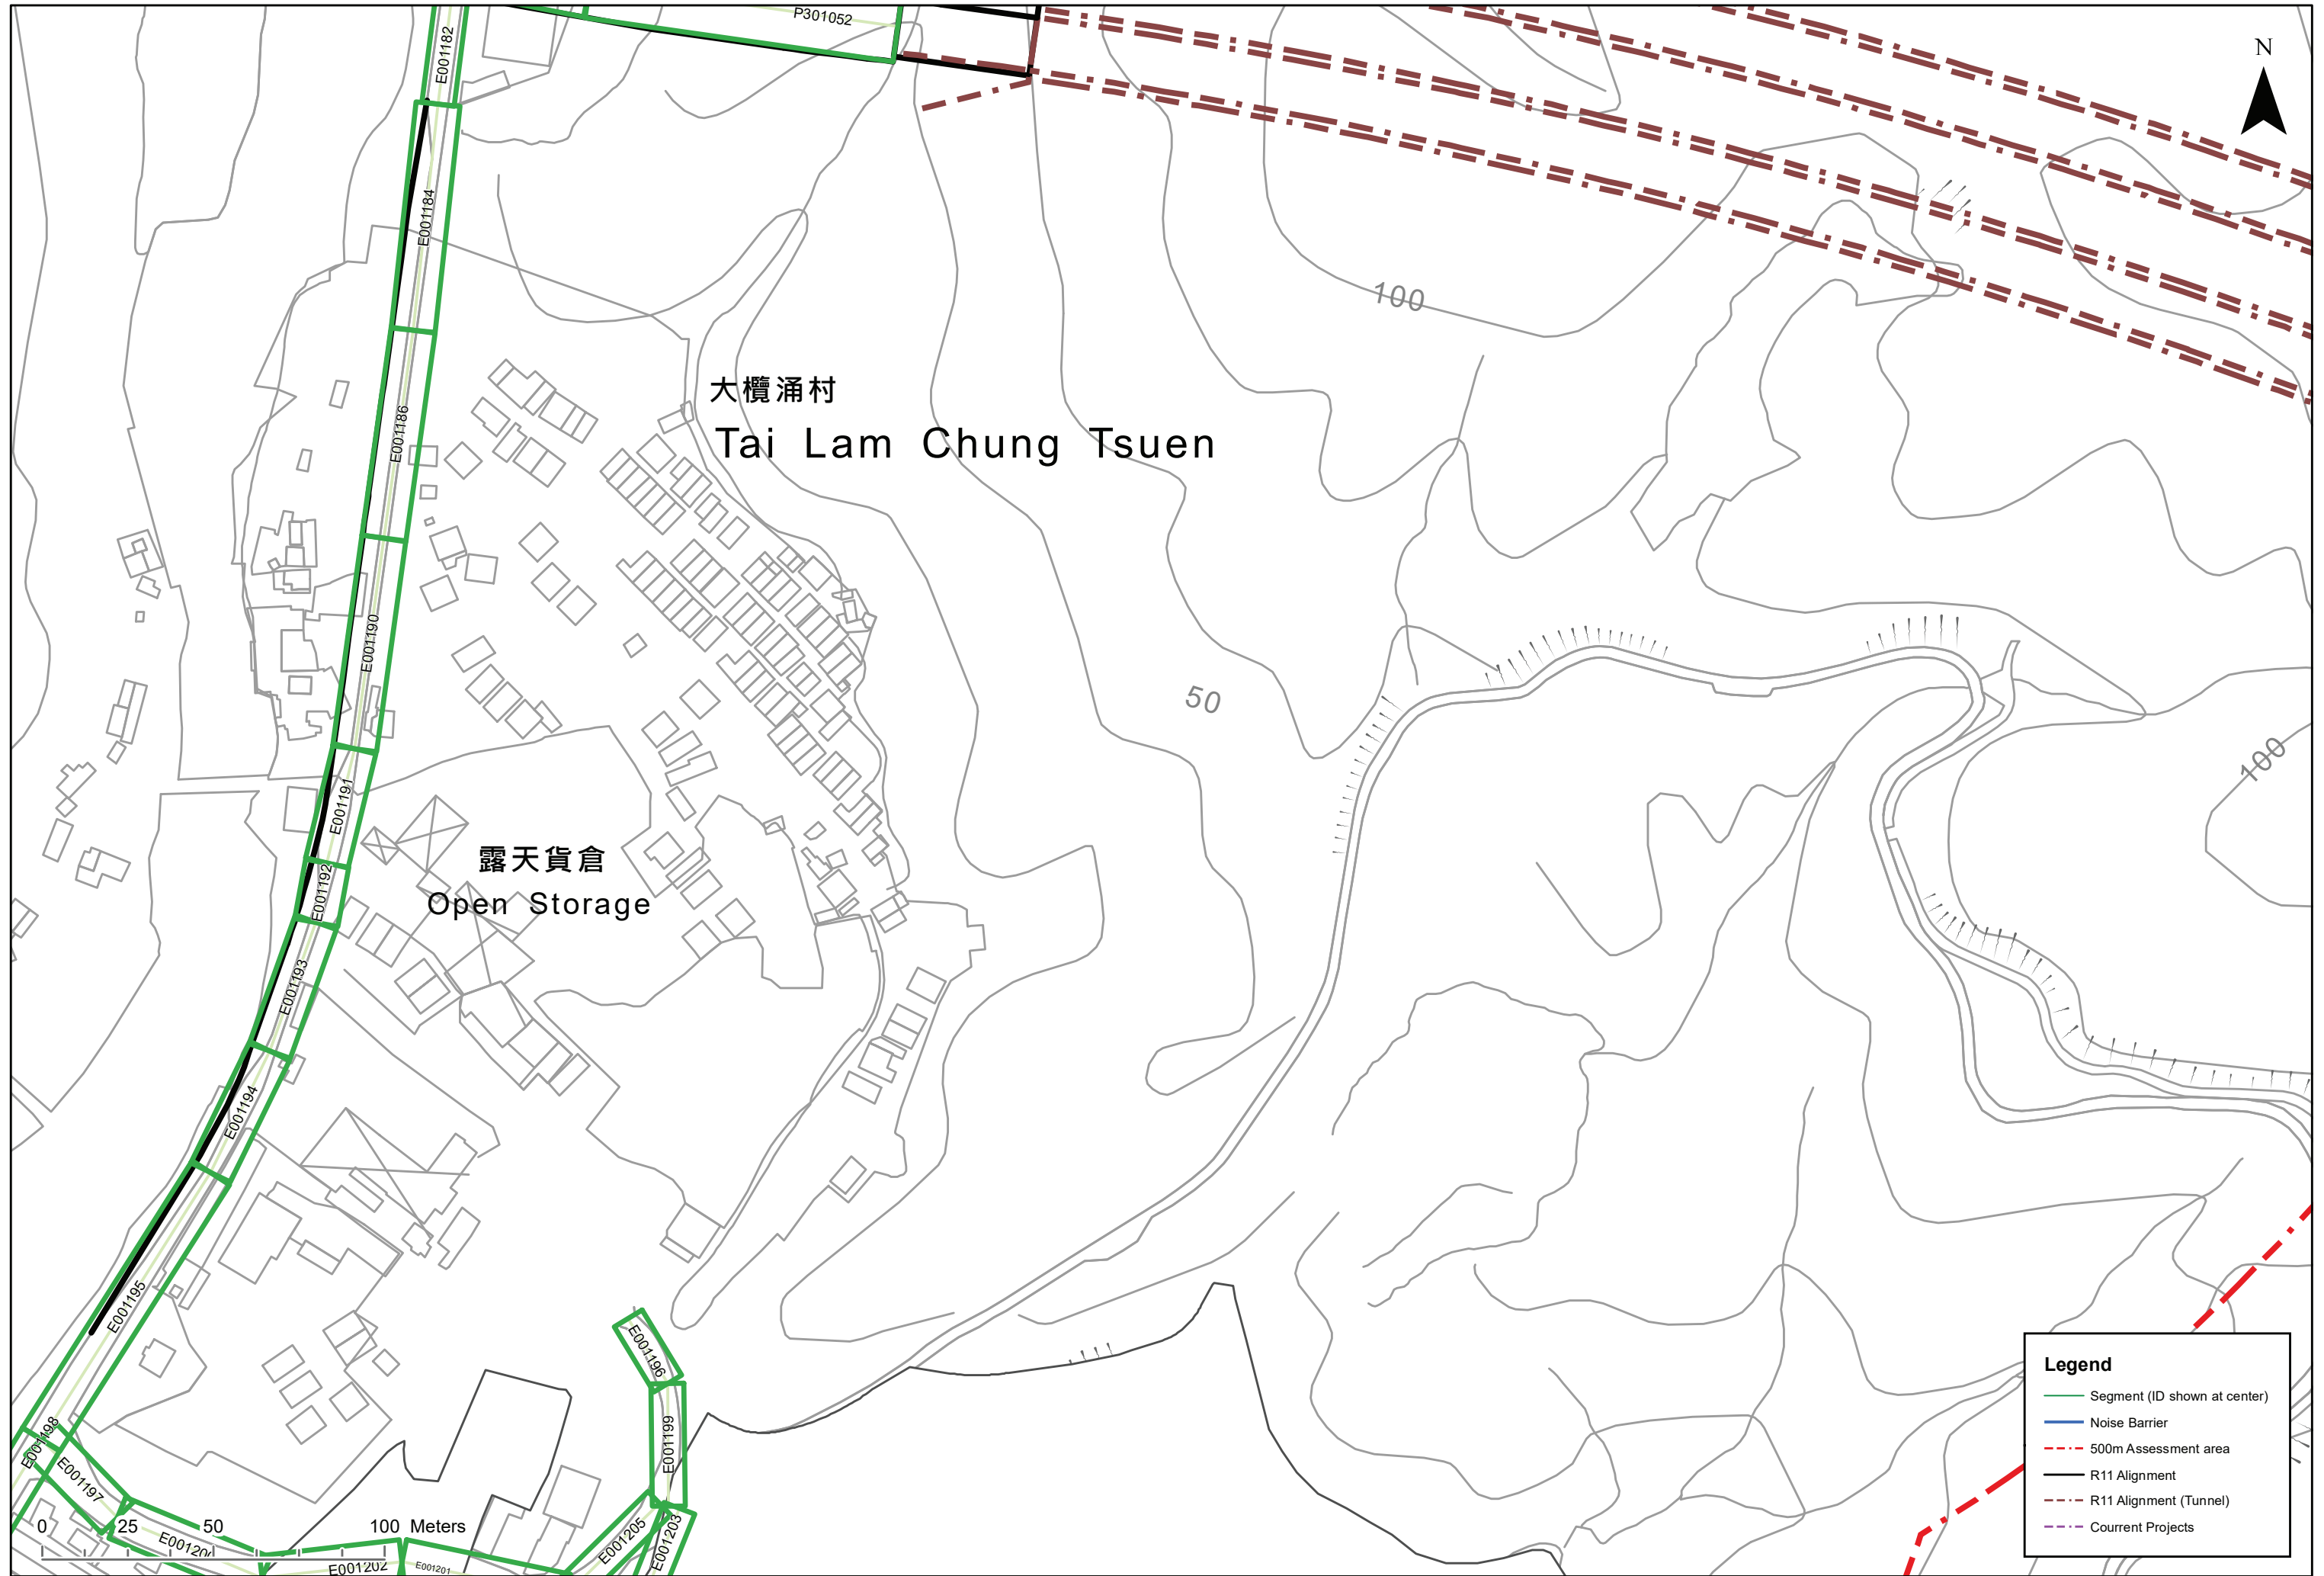 P301052
N
E001182
E001184
100
大欖涌村
Tai Lam Chung Tsuen
E001186
E001190
50
100
E001191
露天貨倉
Open Storage
E001192
E001193
E001194
E001195
E001196
E001199
E001198
E001197
E001205
E001203
E001202
E001201
0 25 50 100 Meters
Legend
Segment (ID shown at center)
Noise Barrier
500m Assessment area
R11 Alignment
R11 Alignment (Tunnel)
Courrent Projects